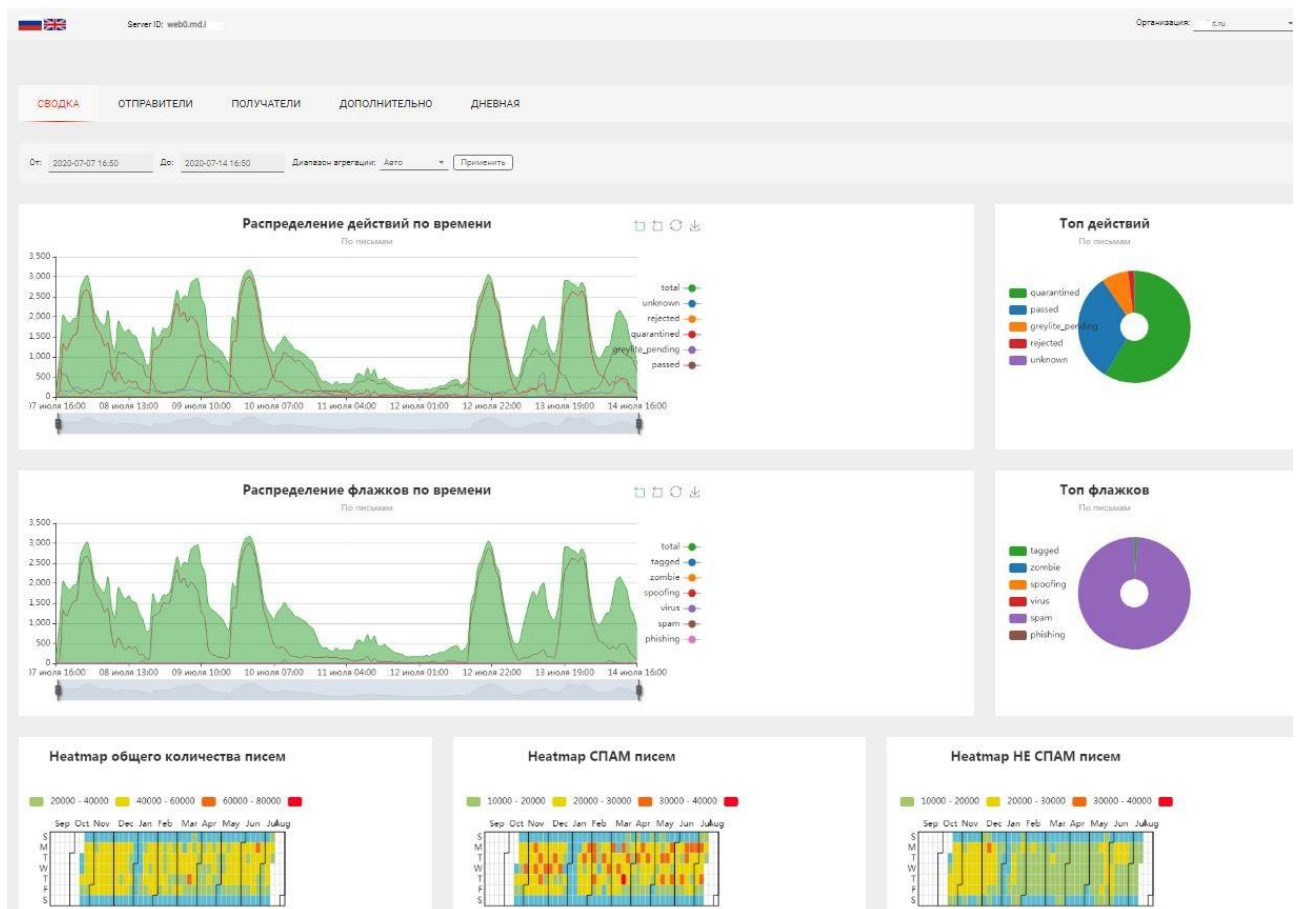 Server ID: web0.md.i
Организация: t.ru
СВОДКА ОТПРАВИТЕЛИ ПОЛУЧАТЕЛИ ДОПОЛНИТЕЛЬНО ДНЕВНАЯ
От: 2020-07-07 16:50 До: 2020-07-14 16:50 Диапазон агрегации: Авто Применить
Распределение действий по времени
По письмам
3,500
3,000
2,500
2,000
1,500
1,000
500
0
07 июля 16:00 08 июля 13:00 09 июля 10:00 10 июля 07:00 11 июля 04:00 12 июля 01:00 12 июля 22:00 13 июля 19:00 14 июля 16:00
total
unknown
rejected
quarantined
greylite_pending
passed
Топ действий
По письмам
quarantined
passed
greylite_pending
rejected
unknown
Распределение флажков по времени
По письмам
3,500
3,000
2,500
2,000
1,500
1,000
500
0
07 июля 16:00 08 июля 13:00 09 июля 10:00 10 июля 07:00 11 июля 04:00 12 июля 01:00 12 июля 22:00 13 июля 19:00 14 июля 16:00
total
tagged
zombie
spoofing
virus
spam
phishing
Топ флажков
По письмам
tagged
zombie
spoofing
virus
spam
phishing
Heatmap общего количества писем
20000 - 40000 40000 - 60000 60000 - 80000
Sep Oct Nov Dec Jan Feb Mar Apr May Jun Jul Aug
S
M
T
W
T
F
S
Heatmap СПАМ писем
10000 - 20000 20000 - 30000 30000 - 40000
Sep Oct Nov Dec Jan Feb Mar Apr May Jun Jul Aug
S
M
T
W
T
F
S
Heatmap НЕ СПАМ писем
10000 - 20000 20000 - 30000 30000 - 40000
Sep Oct Nov Dec Jan Feb Mar Apr May Jun Jul Aug
S
M
T
W
T
F
S